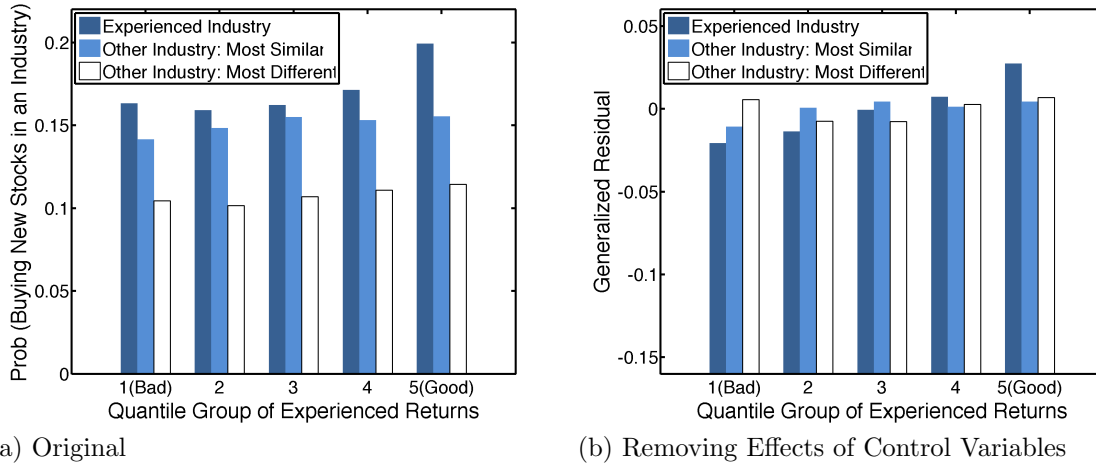 Prob (Buying New Stocks in an Industry)
0.2
0.15
0.1
0.05
0
Experienced Industry
Other Industry: Most Similar
Other Industry: Most Different
1(Bad) 2 3 4 5(Good)
Quantile Group of Experienced Returns
a) Original
Generalized Residual
0.05
0
-0.05
-0.1
-0.15
Experienced Industry
Other Industry: Most Similar
Other Industry: Most Different
1(Bad) 2 3 4 5(Good)
Quantile Group of Experienced Returns
(b) Removing Effects of Control Variables